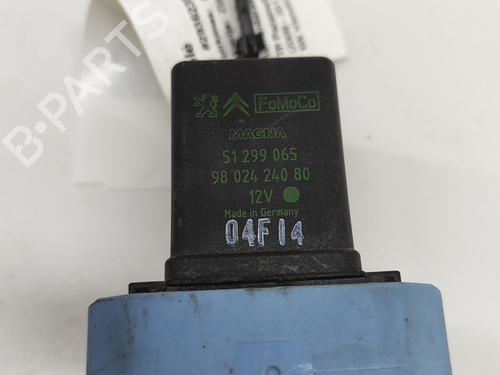 FoMoCo
MAGNA
51 299 065
98 024 240 80
12V
Made in Germany
04F14
B-PARTS